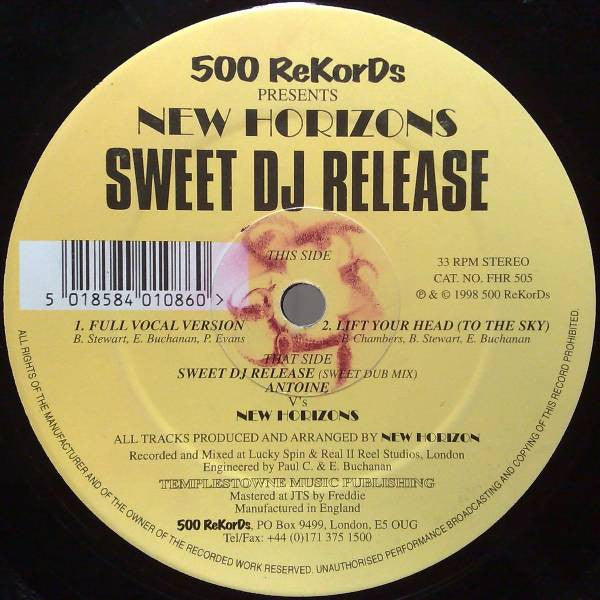 500 ReKorDs
PRESENTS
NEW HORIZONS
SWEET DJ RELEASE
THIS SIDE
33 RPM STEREO
CAT. NO. FHR 505
℗ & © 1998 500 ReKorDs
5 018584 010860 >
1. FULL VOCAL VERSION
B. Stewart, E. Buchanan, P. Evans
2. LIFT YOUR HEAD (TO THE SKY)
B Chambers, B. Stewart, E. Buchanan
THAT SIDE
SWEET DJ RELEASE (SWEET DUB MIX)
ANTOINE
V's
NEW HORIZONS
ALL TRACKS PRODUCED AND ARRANGED BY NEW HORIZON
Recorded and Mixed at Lucky Spin & Real II Reel Studios, London
Engineered by Paul C. & E. Buchanan
TEMPLESTOWNE MUSIC PUBLISHING
Mastered at JTS by Freddie
Manufactured in England
500 ReKorDs, PO Box 9499, London, E5 OUG
Tel/Fax: +44 (0)171 375 1500
ALL RIGHTS OF THE MANUFACTURER AND OF THE OWNER OF THE RECORDED WORK RESERVED. UNAUTHORISED PERFORMANCE BROADCASTING AND COPYING OF THIS RECORD PROHIBITED.